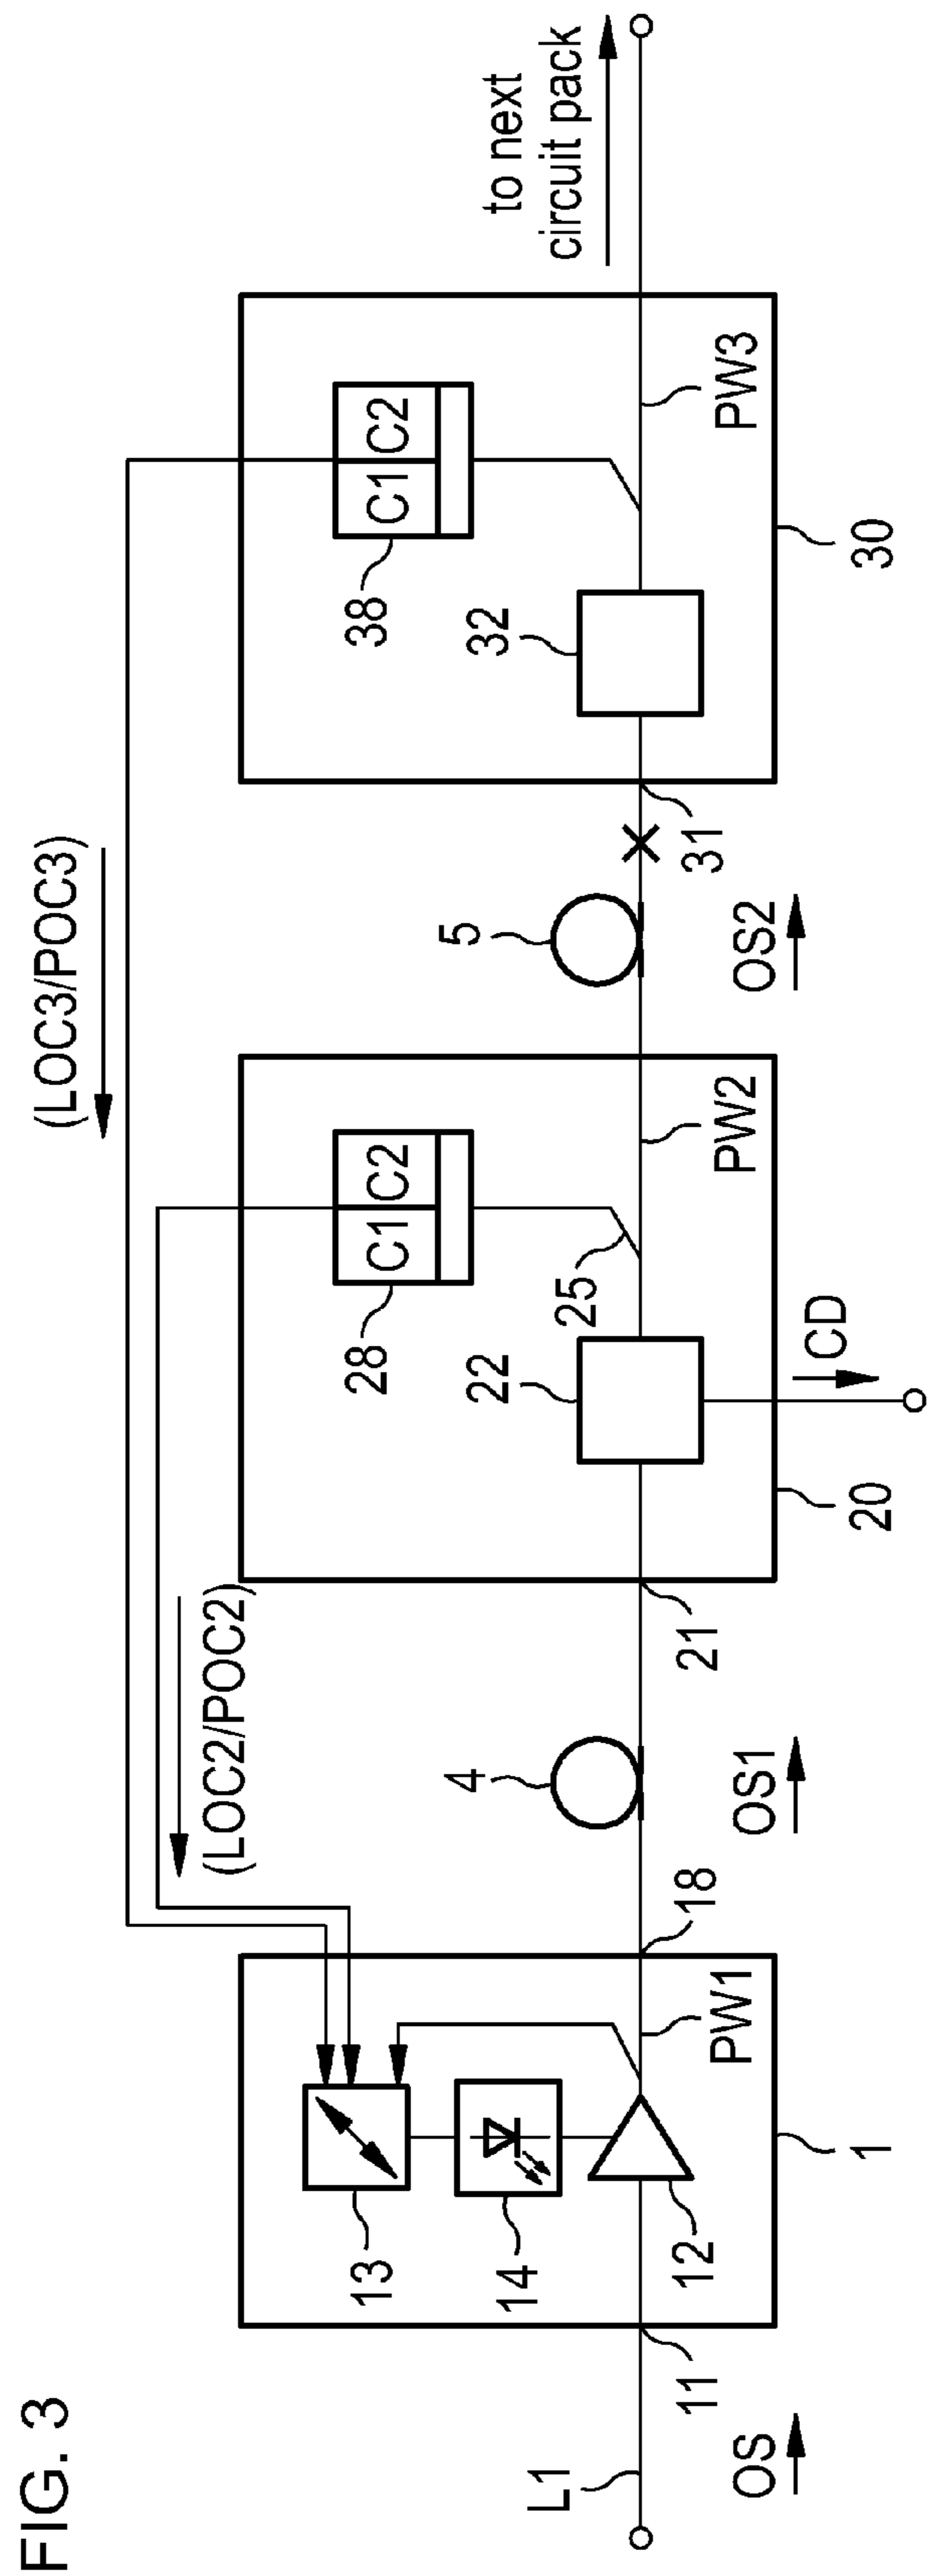 FIG. 3
(LOC3/POC3)
(LOC2/POC2)
to next
circuit pack
13
14
12
PW1
18
11
1
L1
OS
4
OS1
21
28
C1 C2
22
25
PW2
CD
20
5
OS2
31
38
C1 C2
32
PW3
30